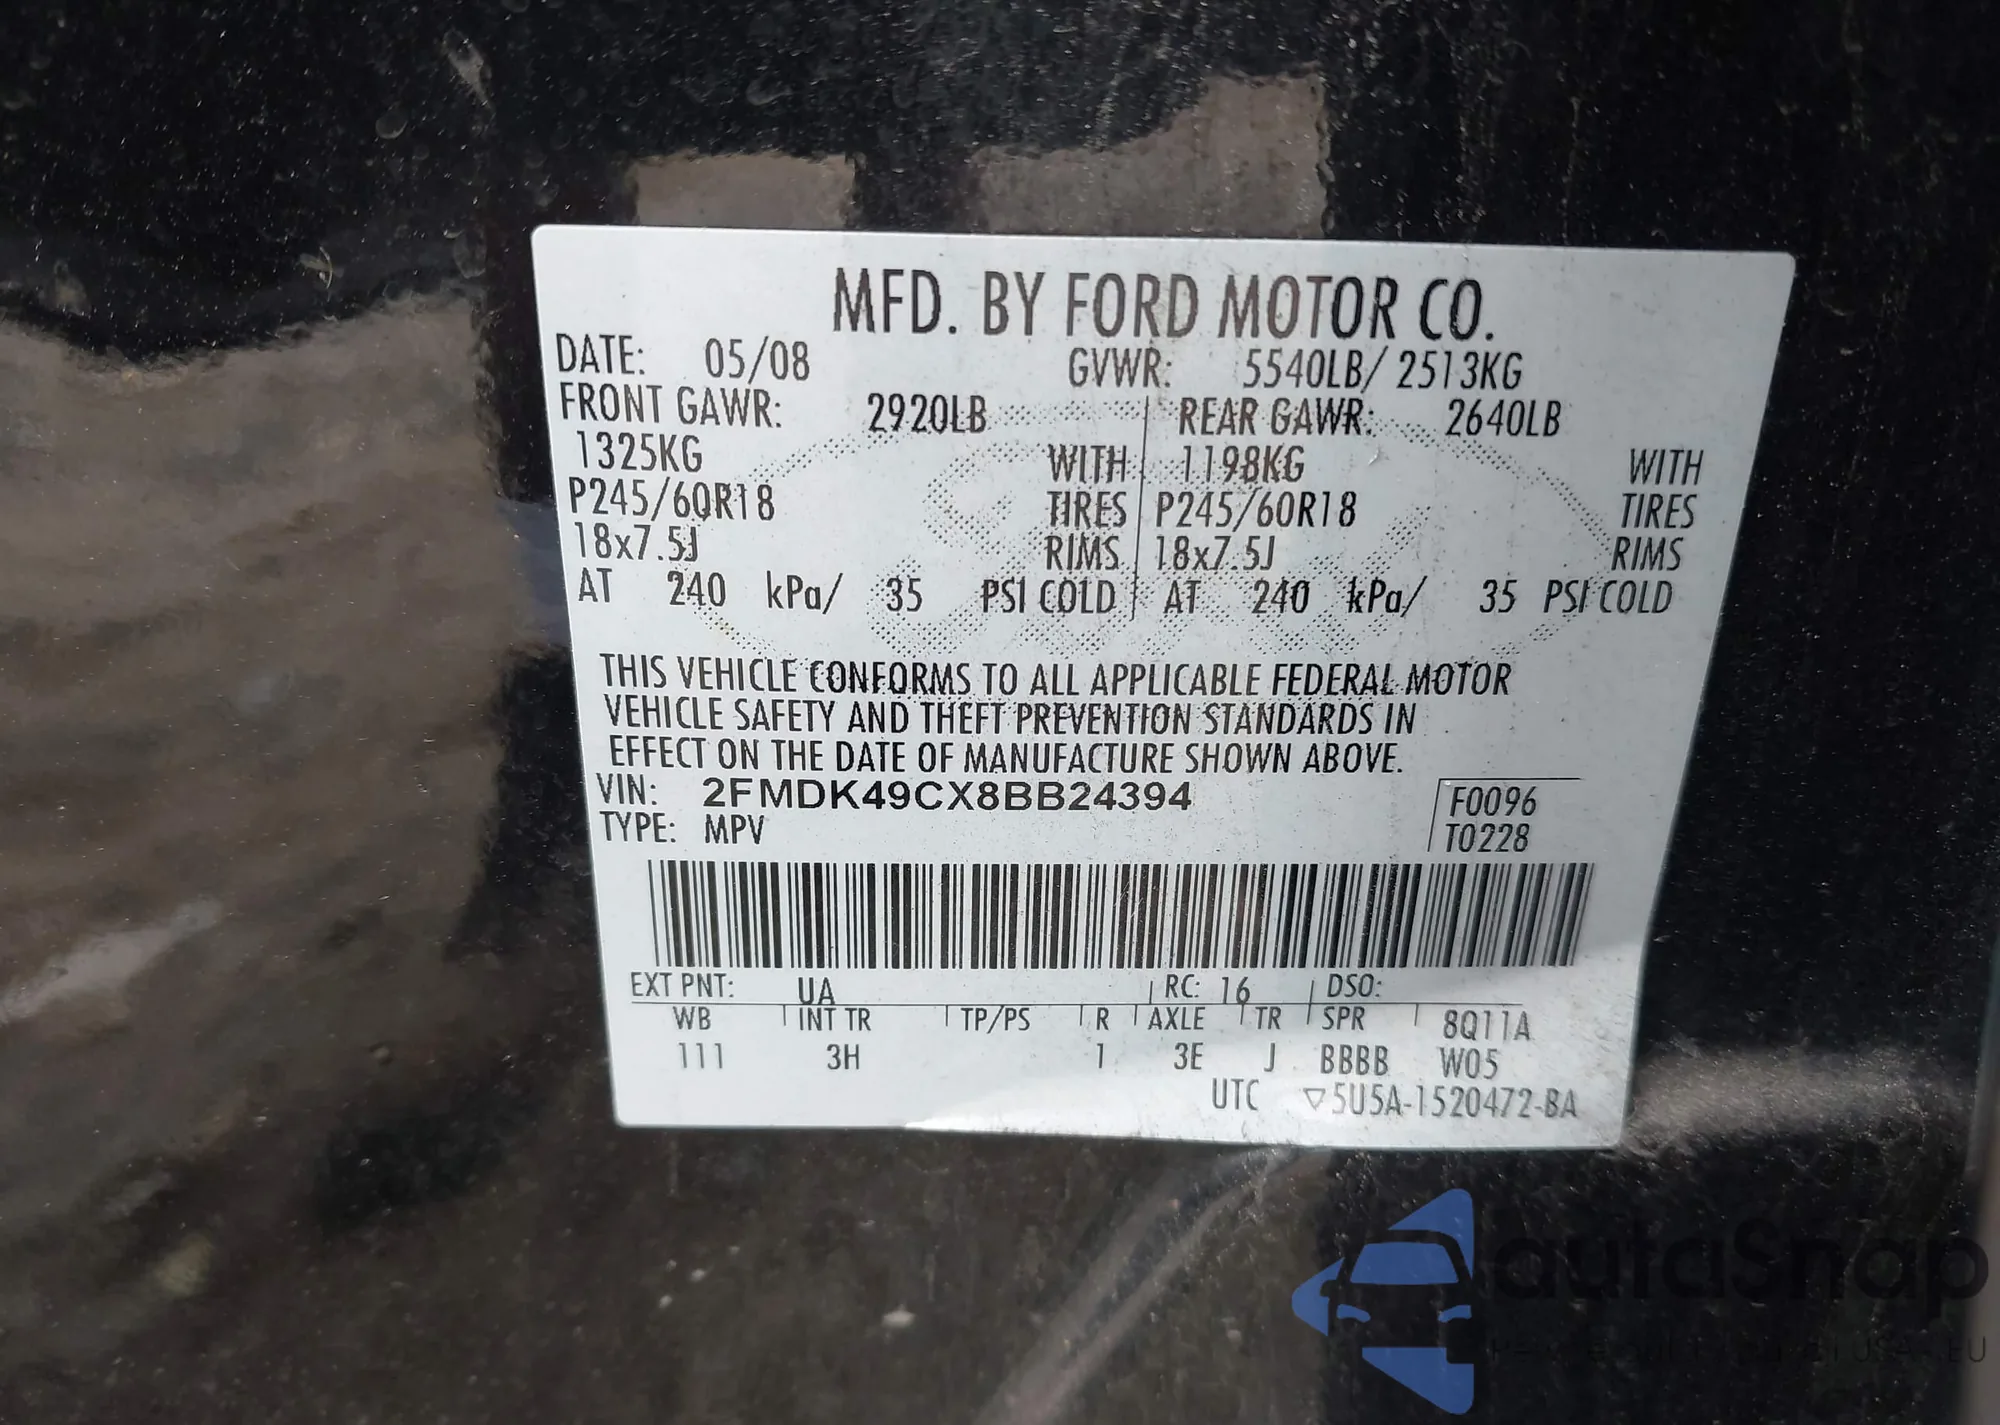 MFD. BY FORD MOTOR CO.
DATE: 05/08 GVWR: 5540LB/ 2513KG
FRONT GAWR: 2920LB REAR GAWR: 2640LB
1325KG WITH 1198KG WITH
P245/60R18 TIRES P245/60R18 TIRES
18x7.5J RIMS 18x7.5J RIMS
AT 240 kPa/ 35 PSI COLD AT 240 kPa/ 35 PSI COLD
THIS VEHICLE CONFORMS TO ALL APPLICABLE FEDERAL MOTOR
VEHICLE SAFETY AND THEFT PREVENTION STANDARDS IN
EFFECT ON THE DATE OF MANUFACTURE SHOWN ABOVE.
VIN: 2FMDK49CX8BB24394 F0096
TYPE: MPV T0228
EXT PNT: UA RC: 16 DSO:
WB INT TR TP/PS R AXLE TR SPR 8Q11A
111 3H 1 3E J BBBB W05
UTC ▽5U5A-1520472-BA
autaSnap